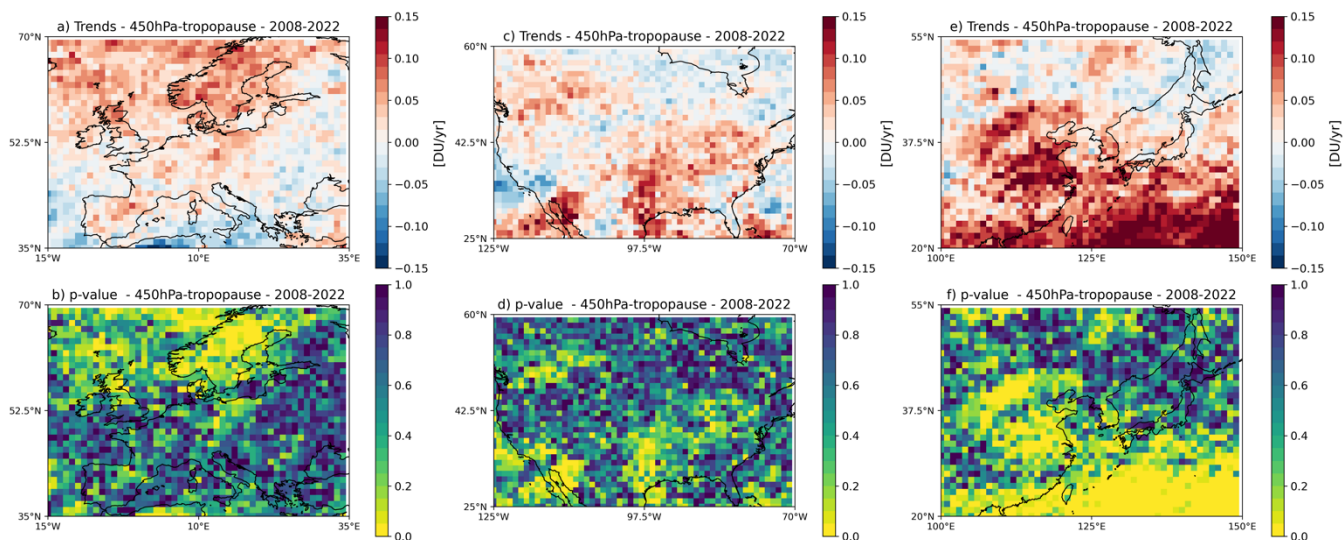 a) Trends - 450hPa-tropopause - 2008-2022
70°N
52.5°N
35°N
15°W
10°E
35°E
0.15
0.10
0.05
0.00
−0.05
−0.10
−0.15
[DU/yr]
c) Trends - 450hPa-tropopause - 2008-2022
60°N
42.5°N
25°N
125°W
97.5°W
70°W
0.15
0.10
0.05
0.00
−0.05
−0.10
−0.15
[DU/yr]
e) Trends - 450hPa-tropopause - 2008-2022
55°N
37.5°N
20°N
100°E
125°E
150°E
0.15
0.10
0.05
0.00
−0.05
−0.10
−0.15
[DU/yr]
b) p-value - 450hPa-tropopause - 2008-2022
70°N
52.5°N
35°N
15°W
10°E
35°E
1.0
0.8
0.6
0.4
0.2
0.0
d) p-value - 450hPa-tropopause - 2008-2022
60°N
42.5°N
25°N
125°W
97.5°W
70°W
1.0
0.8
0.6
0.4
0.2
0.0
f) p-value - 450hPa-tropopause - 2008-2022
55°N
37.5°N
20°N
100°E
125°E
150°E
1.0
0.8
0.6
0.4
0.2
0.0